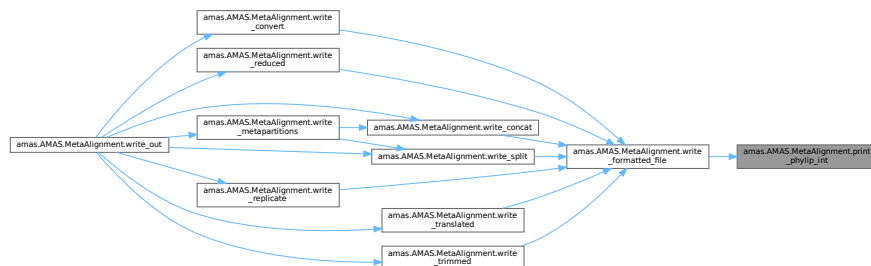 amas.AMAS.MetaAlignment.write
_convert
amas.AMAS.MetaAlignment.write
_reduced
amas.AMAS.MetaAlignment.write
_metapartitions
amas.AMAS.MetaAlignment.write_concat
amas.AMAS.MetaAlignment.write_out
amas.AMAS.MetaAlignment.write_split
amas.AMAS.MetaAlignment.write
_formatted_file
amas.AMAS.MetaAlignment.print
_phylip_int
amas.AMAS.MetaAlignment.write
_replicate
amas.AMAS.MetaAlignment.write
_translated
amas.AMAS.MetaAlignment.write
_trimmed